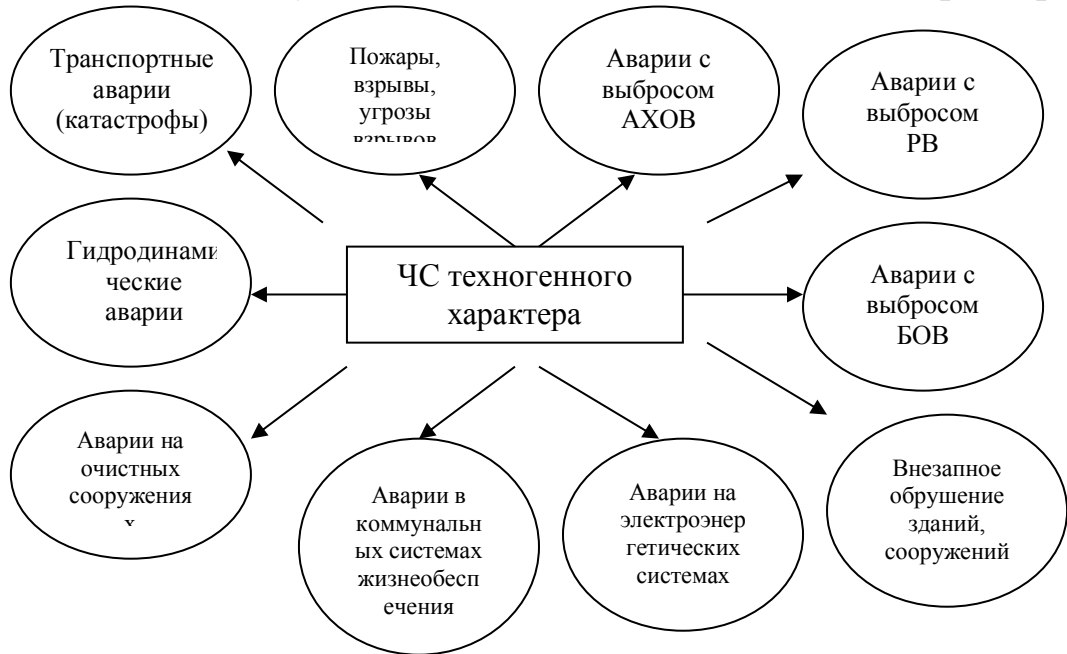 Транспортные
аварии
(катастрофы)
Пожары,
взрывы,
угрозы
взрывов
Аварии с
выбросом
АХОВ
Аварии с
выбросом
РВ
Гидродинами
ческие
аварии
ЧС техногенного
характера
Аварии с
выбросом
БОВ
Аварии на
очистных
сооружения
х
Аварии в
коммунальн
ых системах
жизнеобесп
ечения
Аварии на
электроэнер
гетических
системах
Внезапное
обрушение
зданий,
сооружений